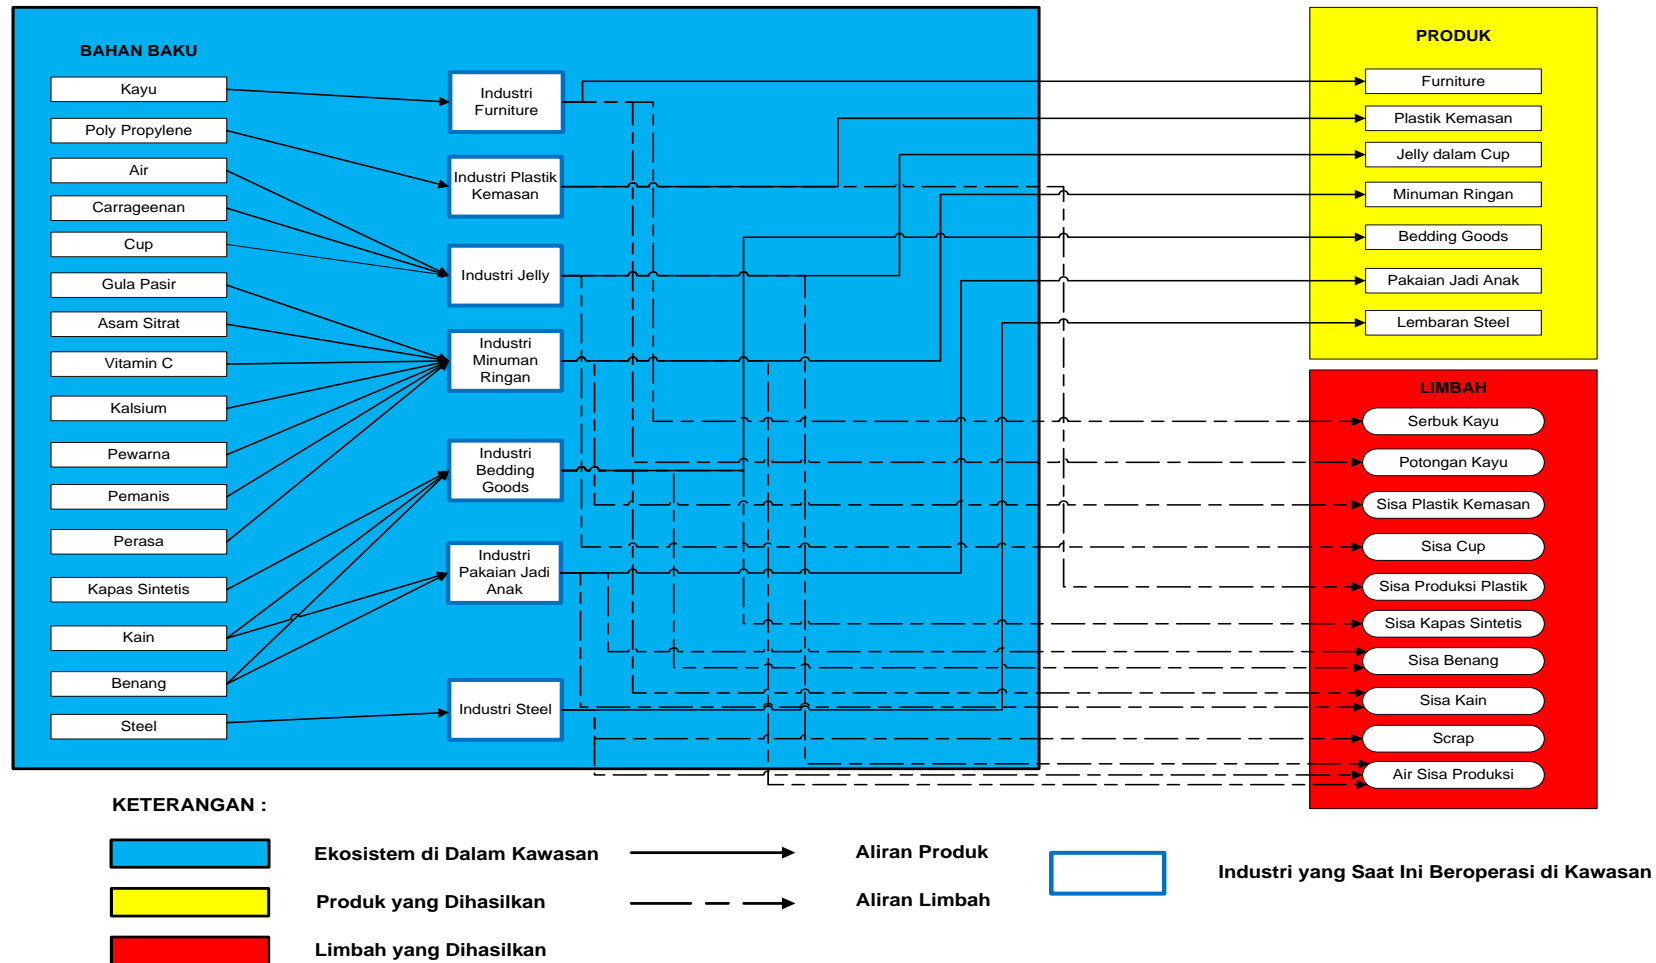 BAHAN BAKU
Kayu
Poly Propylene
Air
Carrageenan
Cup
Gula Pasir
Asam Sitrat
Vitamin C
Kalsium
Pewarna
Pemanis
Perasa
Kapas Sintetis
Kain
Benang
Steel
Industri
Furniture
Industri Plastik
Kemasan
Industri Jelly
Industri
Minuman
Ringan
Industri
Bedding
Goods
Industri
Pakaian Jadi
Anak
Industri Steel
PRODUK
Furniture
Plastik Kemasan
Jelly dalam Cup
Minuman Ringan
Bedding Goods
Pakaian Jadi Anak
Lembaran Steel
LIMBAH
Serbuk Kayu
Potongan Kayu
Sisa Plastik Kemasan
Sisa Cup
Sisa Produksi Plastik
Sisa Kapas Sintetis
Sisa Benang
Sisa Kain
Scrap
Air Sisa Produksi
KETERANGAN :
Ekosistem di Dalam Kawasan
Produk yang Dihasilkan
Limbah yang Dihasilkan
Aliran Produk
Aliran Limbah
Industri yang Saat Ini Beroperasi di Kawasan